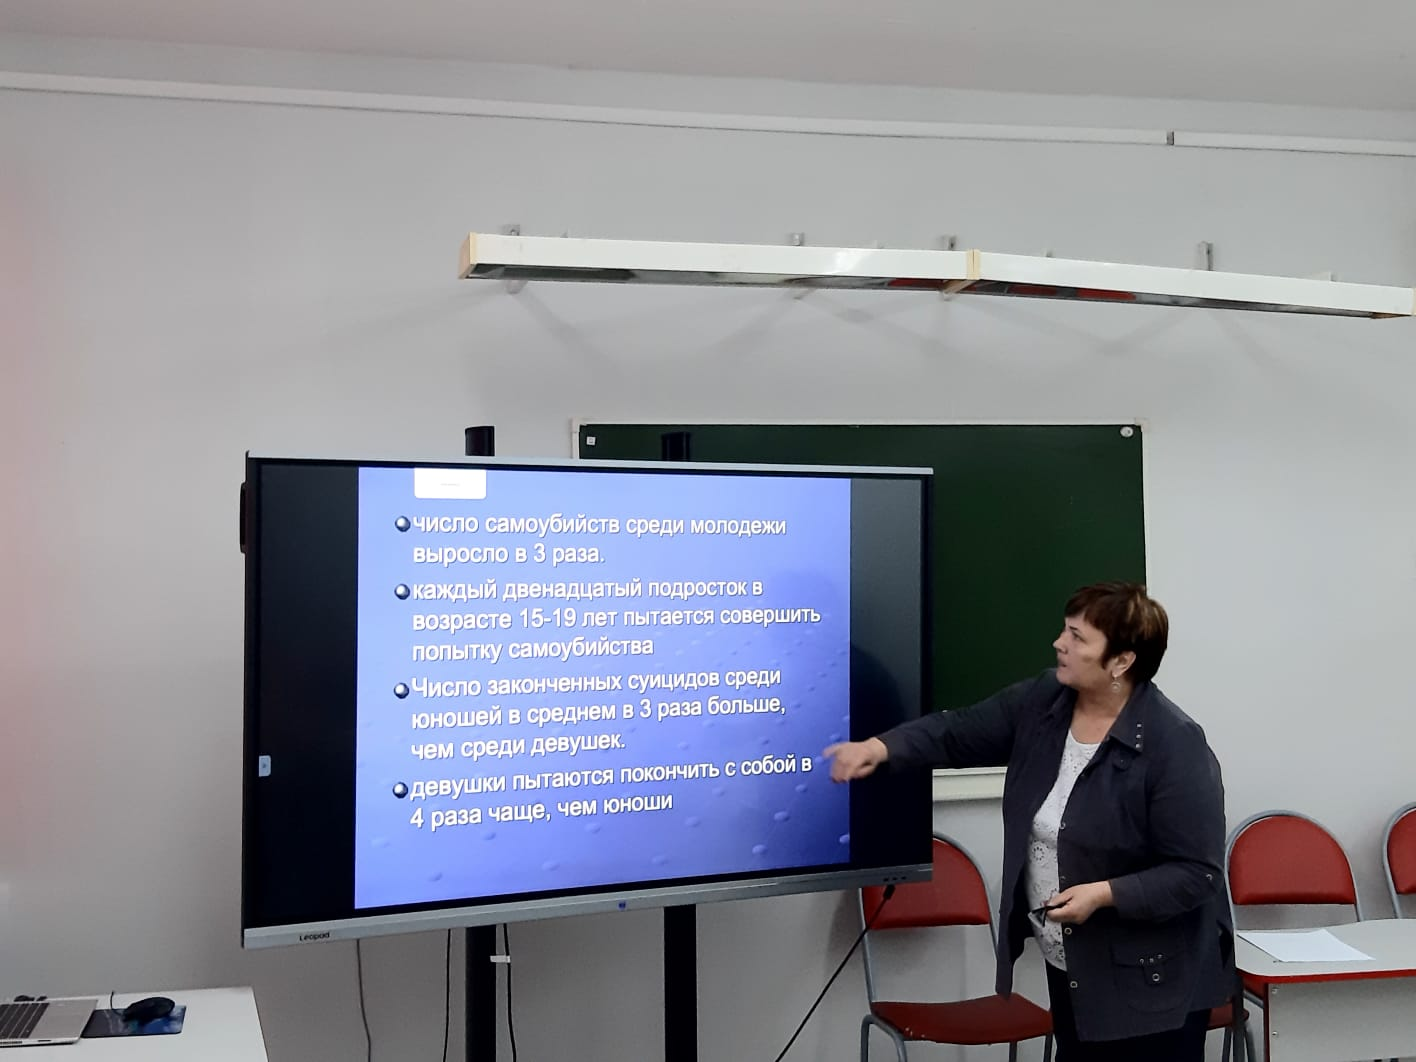 число самоубийств среди молодежи
выросло в 3 раза.
каждый двенадцатый подросток в
возрасте 15-19 лет пытается совершить
попытку самоубийства
Число законченных суицидов среди
юношей в среднем в 3 раза больше,
чем среди девушек.
девушки пытаются покончить с собой в
4 раза чаще, чем юноши
Leopad